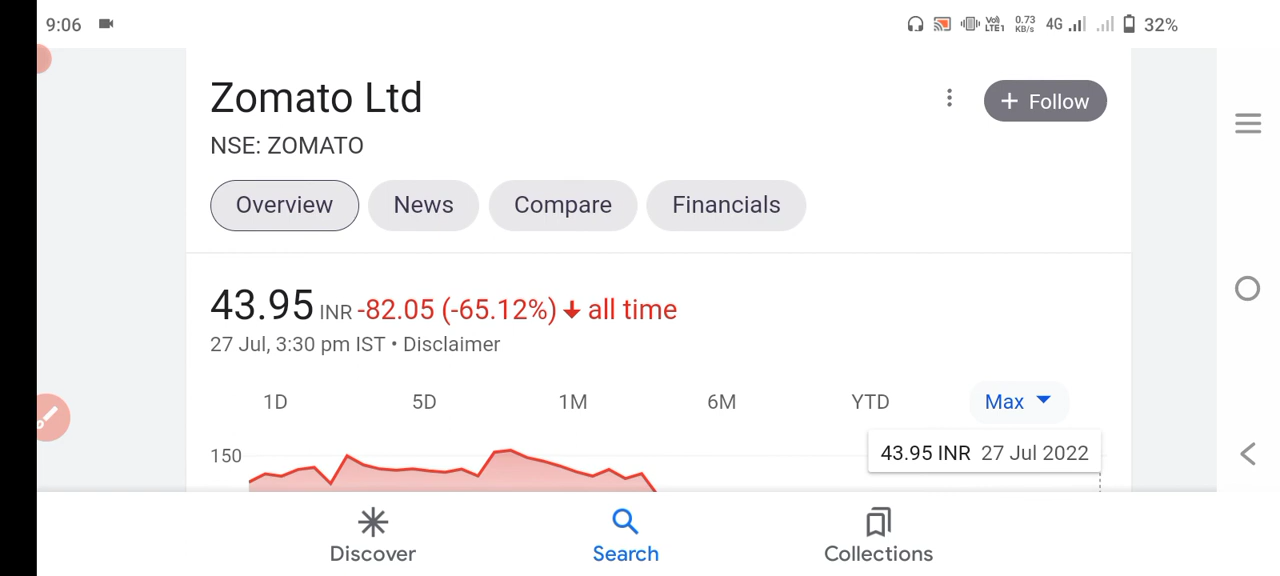 9:06 Vo) LTE1 0.73 KB/s 4G 32%
Zomato Ltd
+ Follow
NSE: ZOMATO
Overview News Compare Financials
43.95 INR -82.05 (-65.12%) ↓ all time
27 Jul, 3:30 pm IST • Disclaimer
1D 5D 1M 6M YTD Max
150
43.95 INR 27 Jul 2022
Discover Search Collections